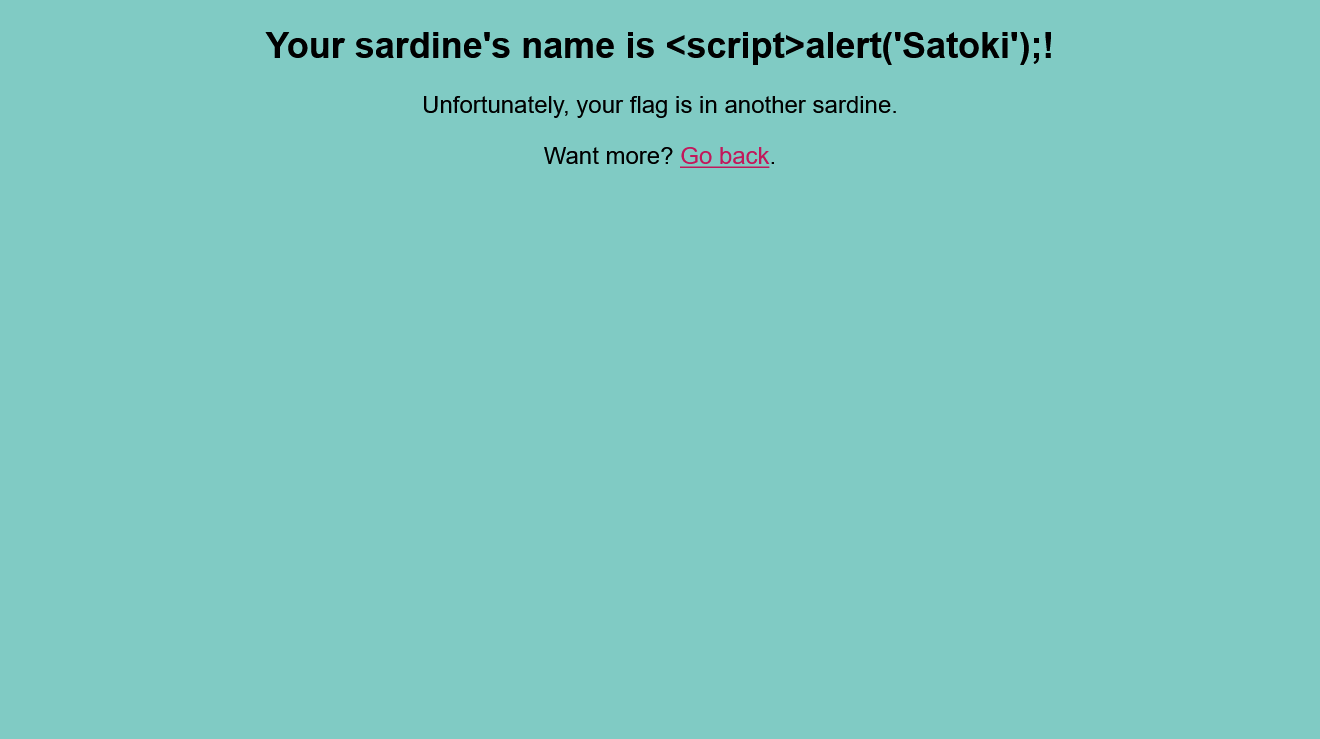 Your sardine's name is <script>alert('Satoki');!
Unfortunately, your flag is in another sardine.
Want more? Go back.